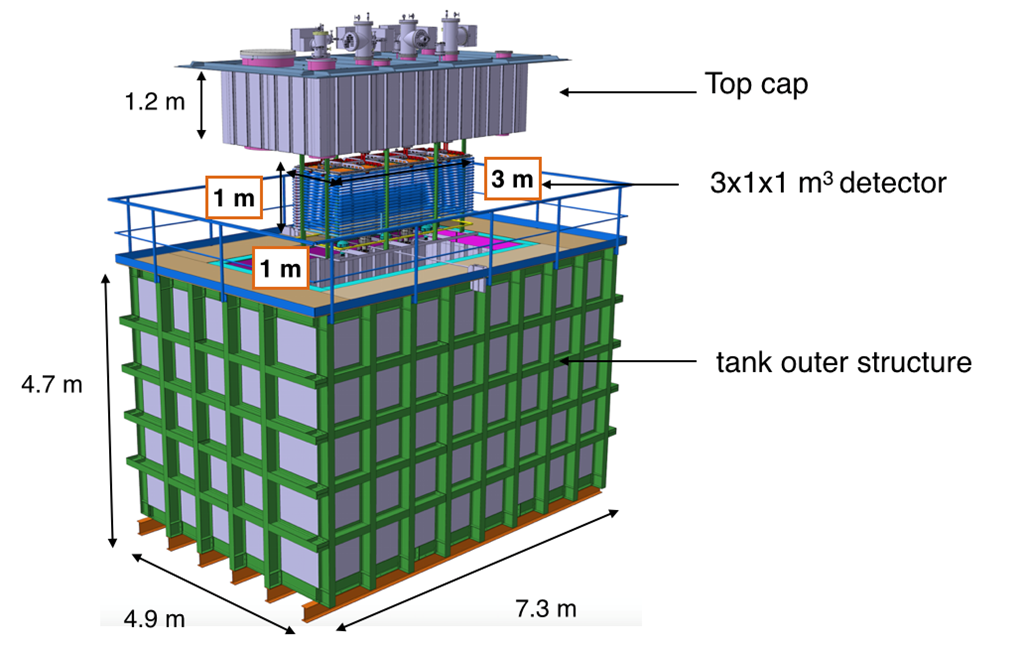 Top cap
1.2 m
3 m
1 m
3x1x1 m³ detector
1 m
tank outer structure
4.7 m
7.3 m
4.9 m